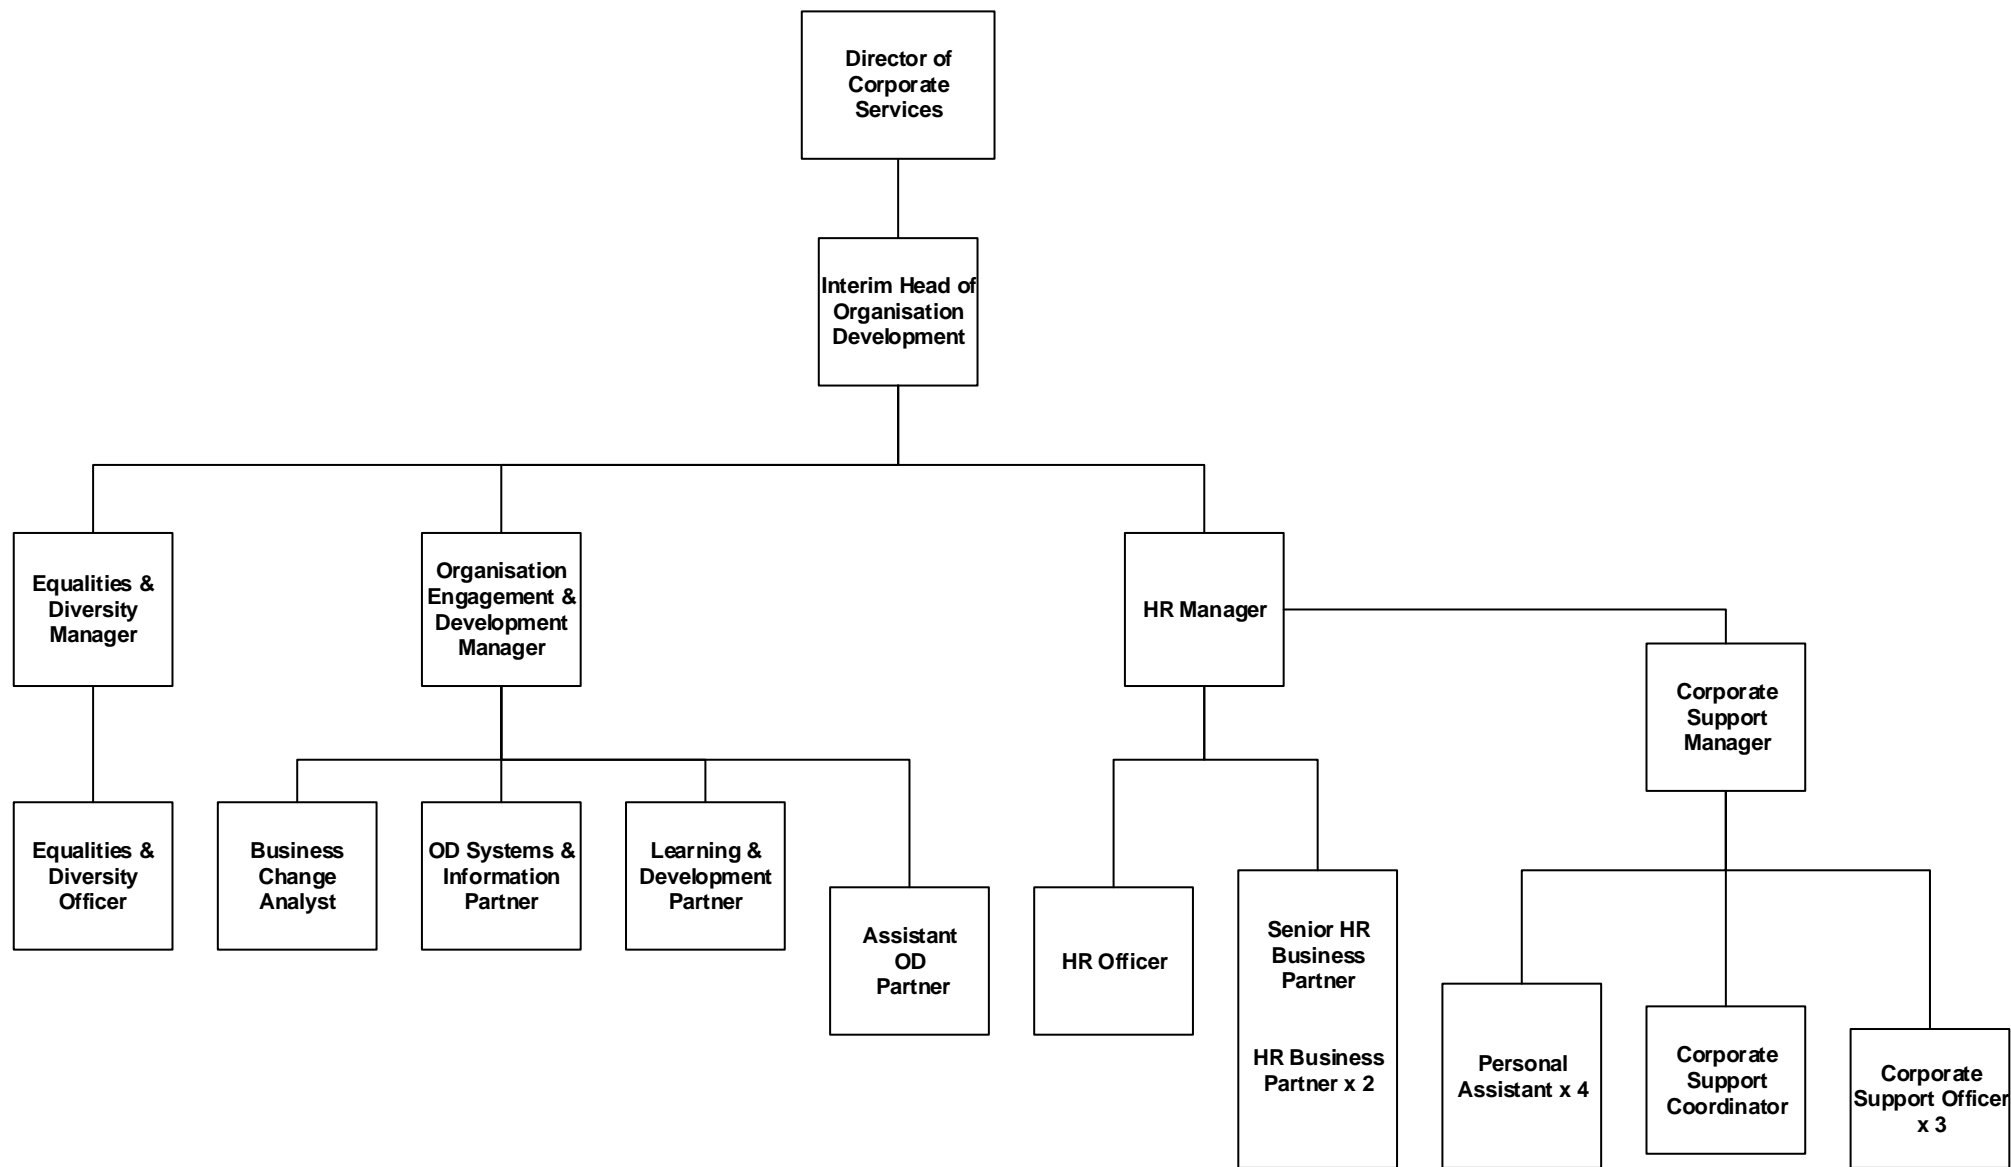 Director of
Corporate
Services
Interim Head of
Organisation
Development
Equalities &
Diversity
Manager
Organisation
Engagement &
Development
Manager
HR Manager
Corporate
Support
Manager
Equalities &
Diversity
Officer
Business
Change
Analyst
OD Systems &
Information
Partner
Learning &
Development
Partner
Assistant
OD
Partner
HR Officer
Senior HR
Business
Partner
HR Business
Partner x 2
Personal
Assistant x 4
Corporate
Support
Coordinator
Corporate
Support Officer
x 3